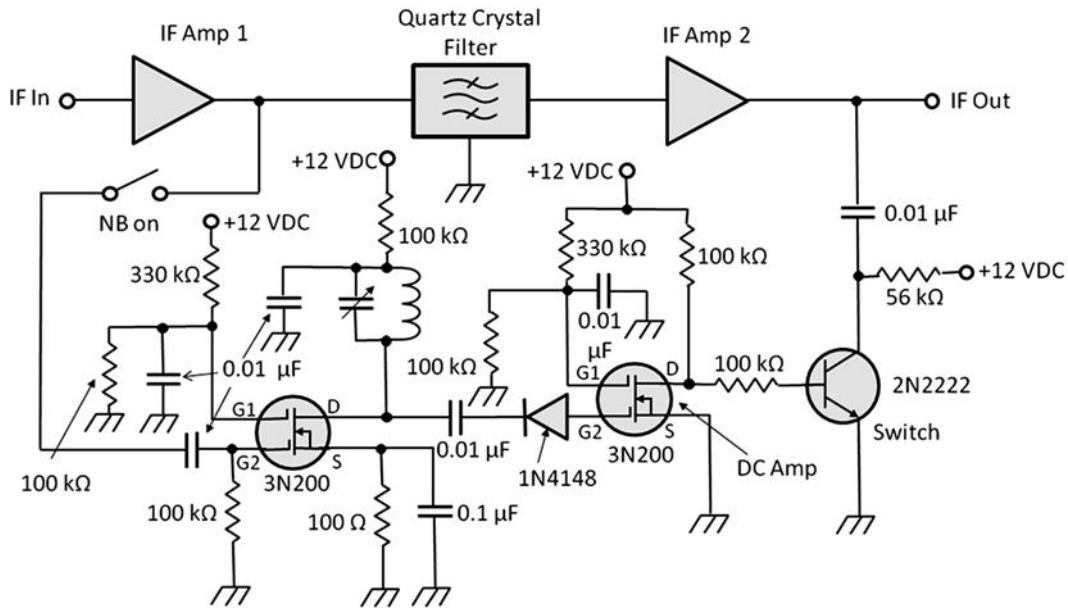 IF Amp 1
Quartz Crystal
Filter
IF Amp 2
IF In
IF Out
+12 VDC
+12 VDC
NB on
+12 VDC
100 kΩ
330 kΩ
100 kΩ
0.01 µF
330 kΩ
+12 VDC
56 kΩ
0.01
µF
100 kΩ
100 kΩ
0.01 µF
G1
D
2N2222
G1
D
G2
S
Switch
0.01 µF
3N200
DC Amp
G2
S
1N4148
3N200
100 kΩ
100 kΩ
100 Ω
0.1 µF